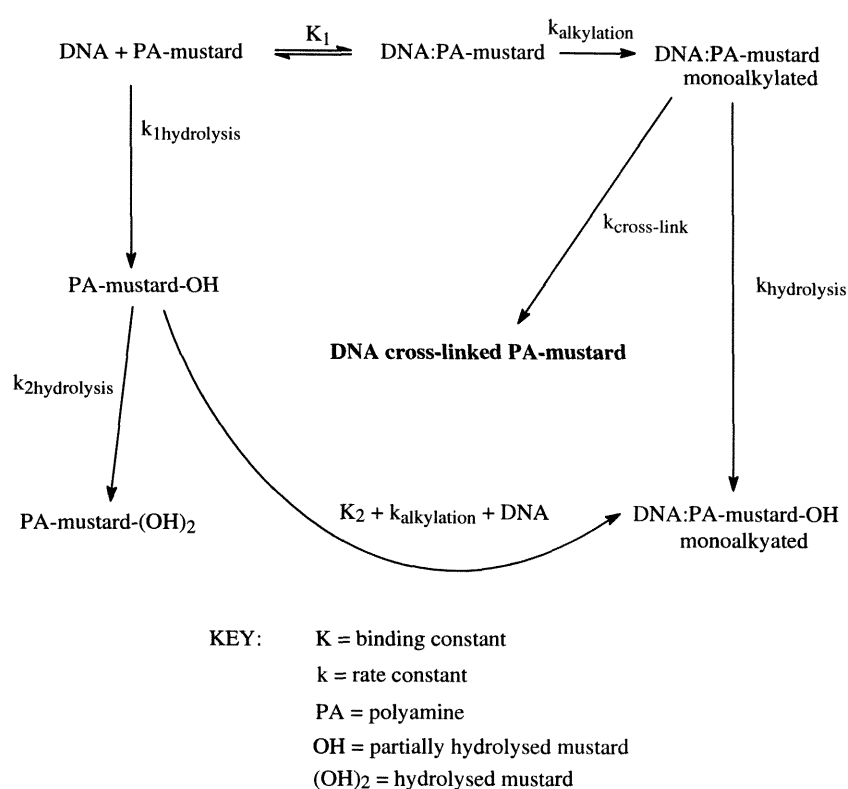 DNA + PA-mustard K1 DNA:PA-mustard kalkylation DNA:PA-mustard
monoalkylated
k1hydrolysis
kcross-link
PA-mustard-OH
khydrolysis
DNA cross-linked PA-mustard
k2hydrolysis
PA-mustard-(OH)2
K2 + kalkylation + DNA
DNA:PA-mustard-OH
monoalkyated
KEY: K = binding constant
k = rate constant
PA = polyamine
OH = partially hydrolysed mustard
(OH)2 = hydrolysed mustard